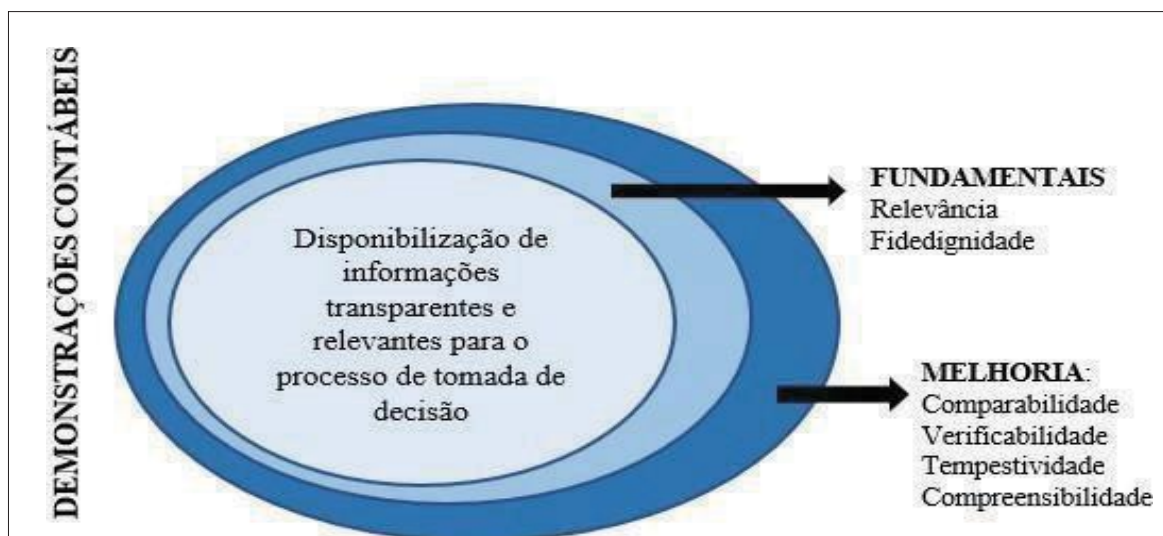 DEMONSTRAÇÕES CONTÁBEIS
Disponibilização de
informações
transparentes e
relevantes para o
processo de tomada de
decisão
FUNDAMENTAIS
Relevância
Fidedignidade
MELHORIA:
Comparabilidade
Verificabilidade
Tempestividade
Compreensibilidade